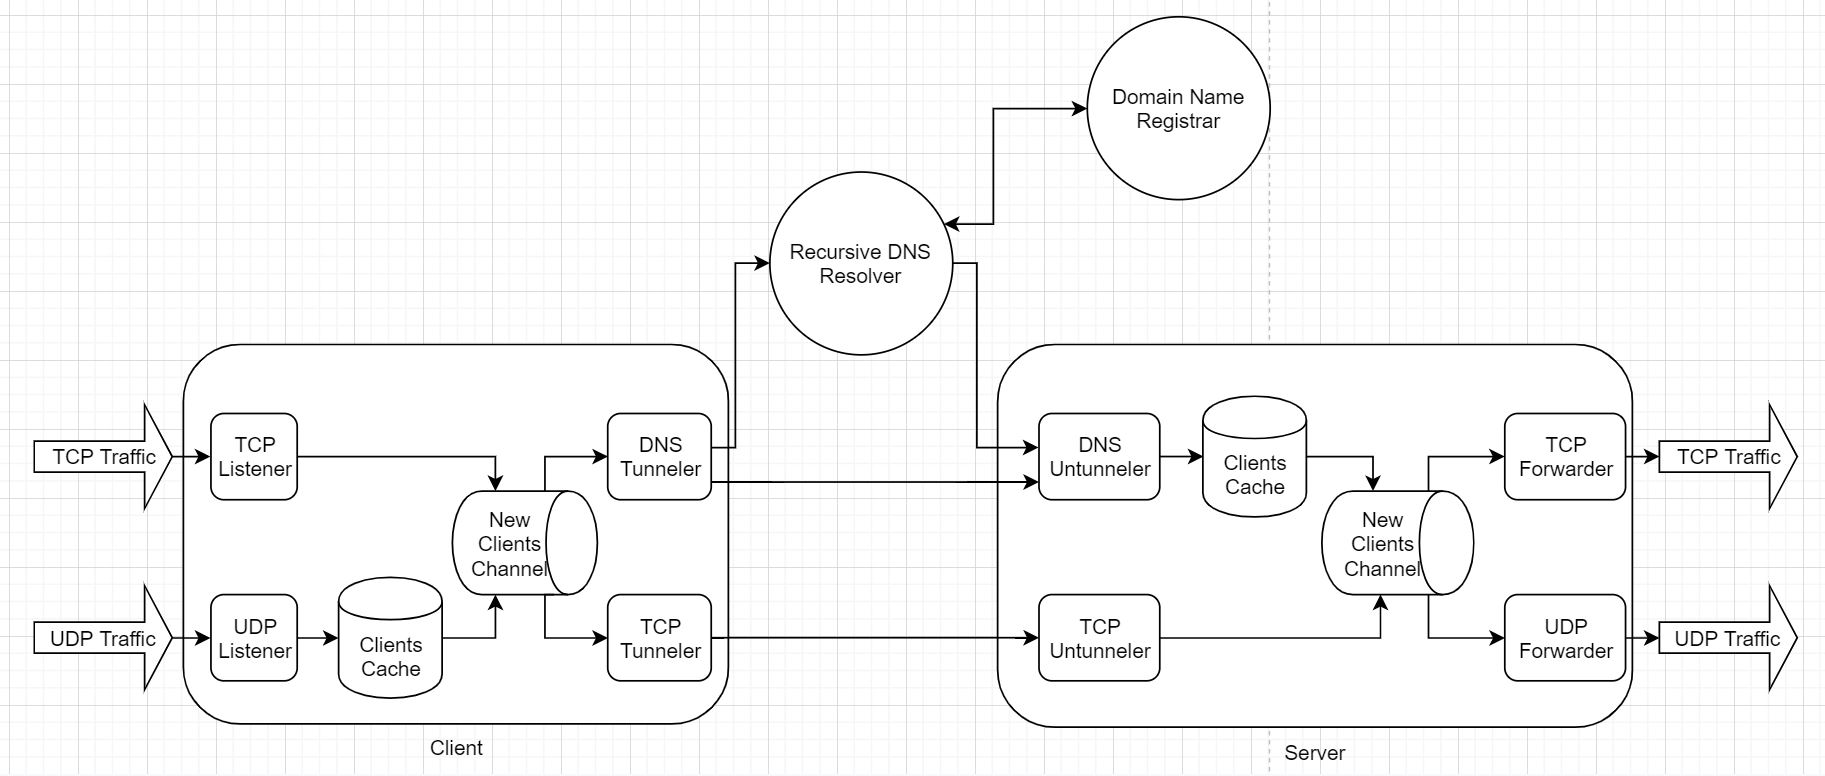 Domain Name
Registrar
Recursive DNS
Resolver
TCP Traffic
TCP
Listener
DNS
Tunneler
DNS
Untunneler
Clients
Cache
TCP
Forwarder
TCP Traffic
New
Clients
Channel
New
Clients
Channel
UDP Traffic
UDP
Listener
Clients
Cache
TCP
Tunneler
TCP
Untunneler
UDP
Forwarder
UDP Traffic
Client
Server